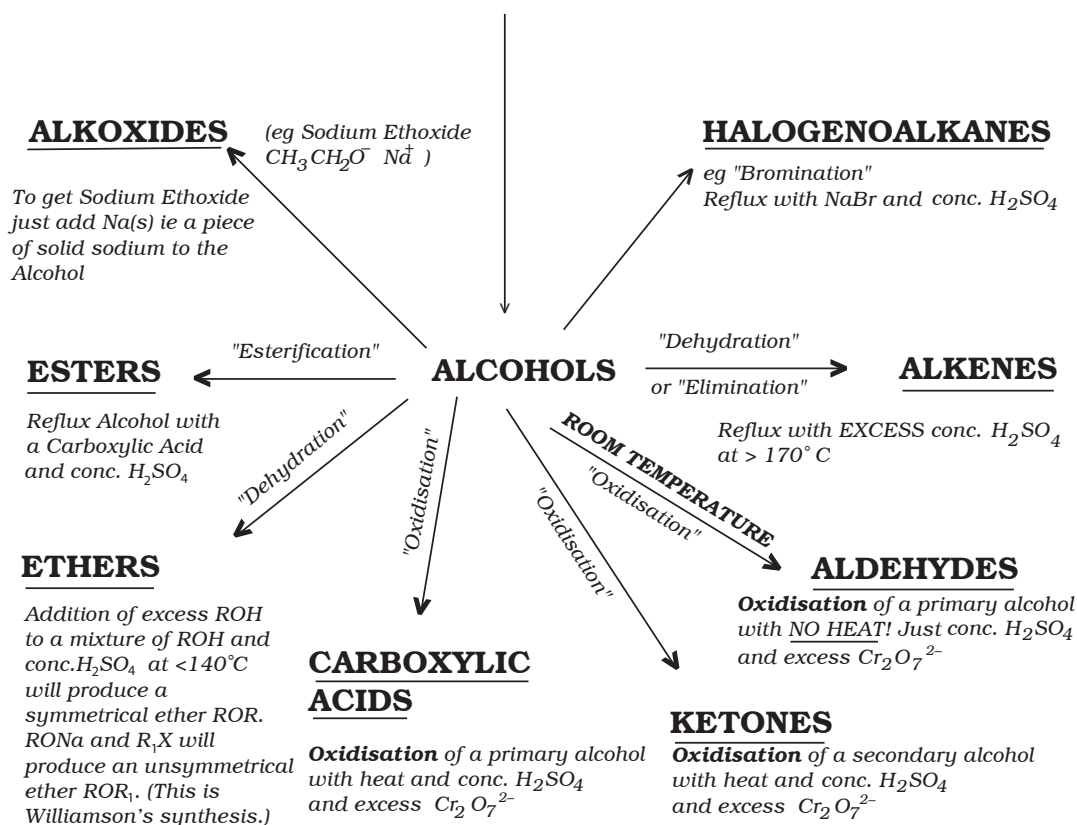 ALKOXIDES
(eg Sodium Ethoxide
CH₃CH₂O⁻ Na⁺ )
To get Sodium Ethoxide
just add Na(s) ie a piece
of solid sodium to the
Alcohol
HALOGENOALKANES
eg "Bromination"
Reflux with NaBr and conc. H₂SO₄
"Esterification"
ALCOHOLS
"Dehydration"
or "Elimination"
ESTERS
Reflux Alcohol with
a Carboxylic Acid
and conc. H₂SO₄
ALKENES
Reflux with EXCESS conc. H₂SO₄
at > 170°C
"Dehydration"
"Oxidisation"
"Oxidisation"
ROOM TEMPERATURE
"Oxidisation"
ETHERS
Addition of excess ROH
to a mixture of ROH and
conc.H₂SO₄ at <140°C
will produce a
symmetrical ether ROR.
RONa and R₁X will
produce an unsymmetrical
ether ROR₁. (This is
Williamson's synthesis.)
CARBOXYLIC
ACIDS
Oxidisation of a primary alcohol
with heat and conc. H₂SO₄
and excess Cr₂O₇²⁻
KETONES
Oxidisation of a secondary alcohol
with heat and conc. H₂SO₄
and excess Cr₂O₇²⁻
ALDEHYDES
Oxidisation of a primary alcohol
with NO HEAT! Just conc. H₂SO₄
and excess Cr₂O₇²⁻